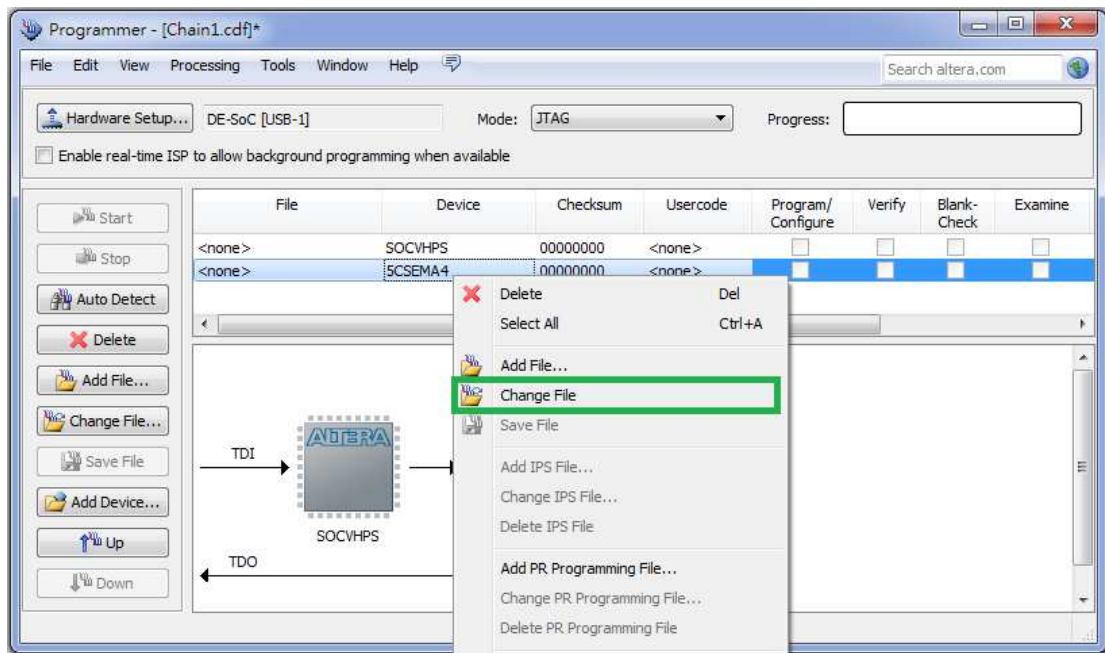 Programmer - [Chain1.cdf]*
File Edit View Processing Tools Window Help Search altera.com
Hardware Setup... DE-SoC [USB-1] Mode: JTAG Progress:
Enable real-time ISP to allow background programming when available
File Device Checksum Usercode Program/ Configure Verify Blank- Check Examine
<none> SOCVHPS 00000000 <none>
<none> 5CSEMA4 00000000 <none>
Start
Stop
Auto Detect
Delete
Add File...
Change File...
Save File
Add Device...
Up
Down
TDI
ALTERA
SOCVHPS
TDO
Delete Del
Select All Ctrl+A
Add File...
Change File
Save File
Add IPS File...
Change IPS File...
Delete IPS File
Add PR Programming File...
Change PR Programming File...
Delete PR Programming File